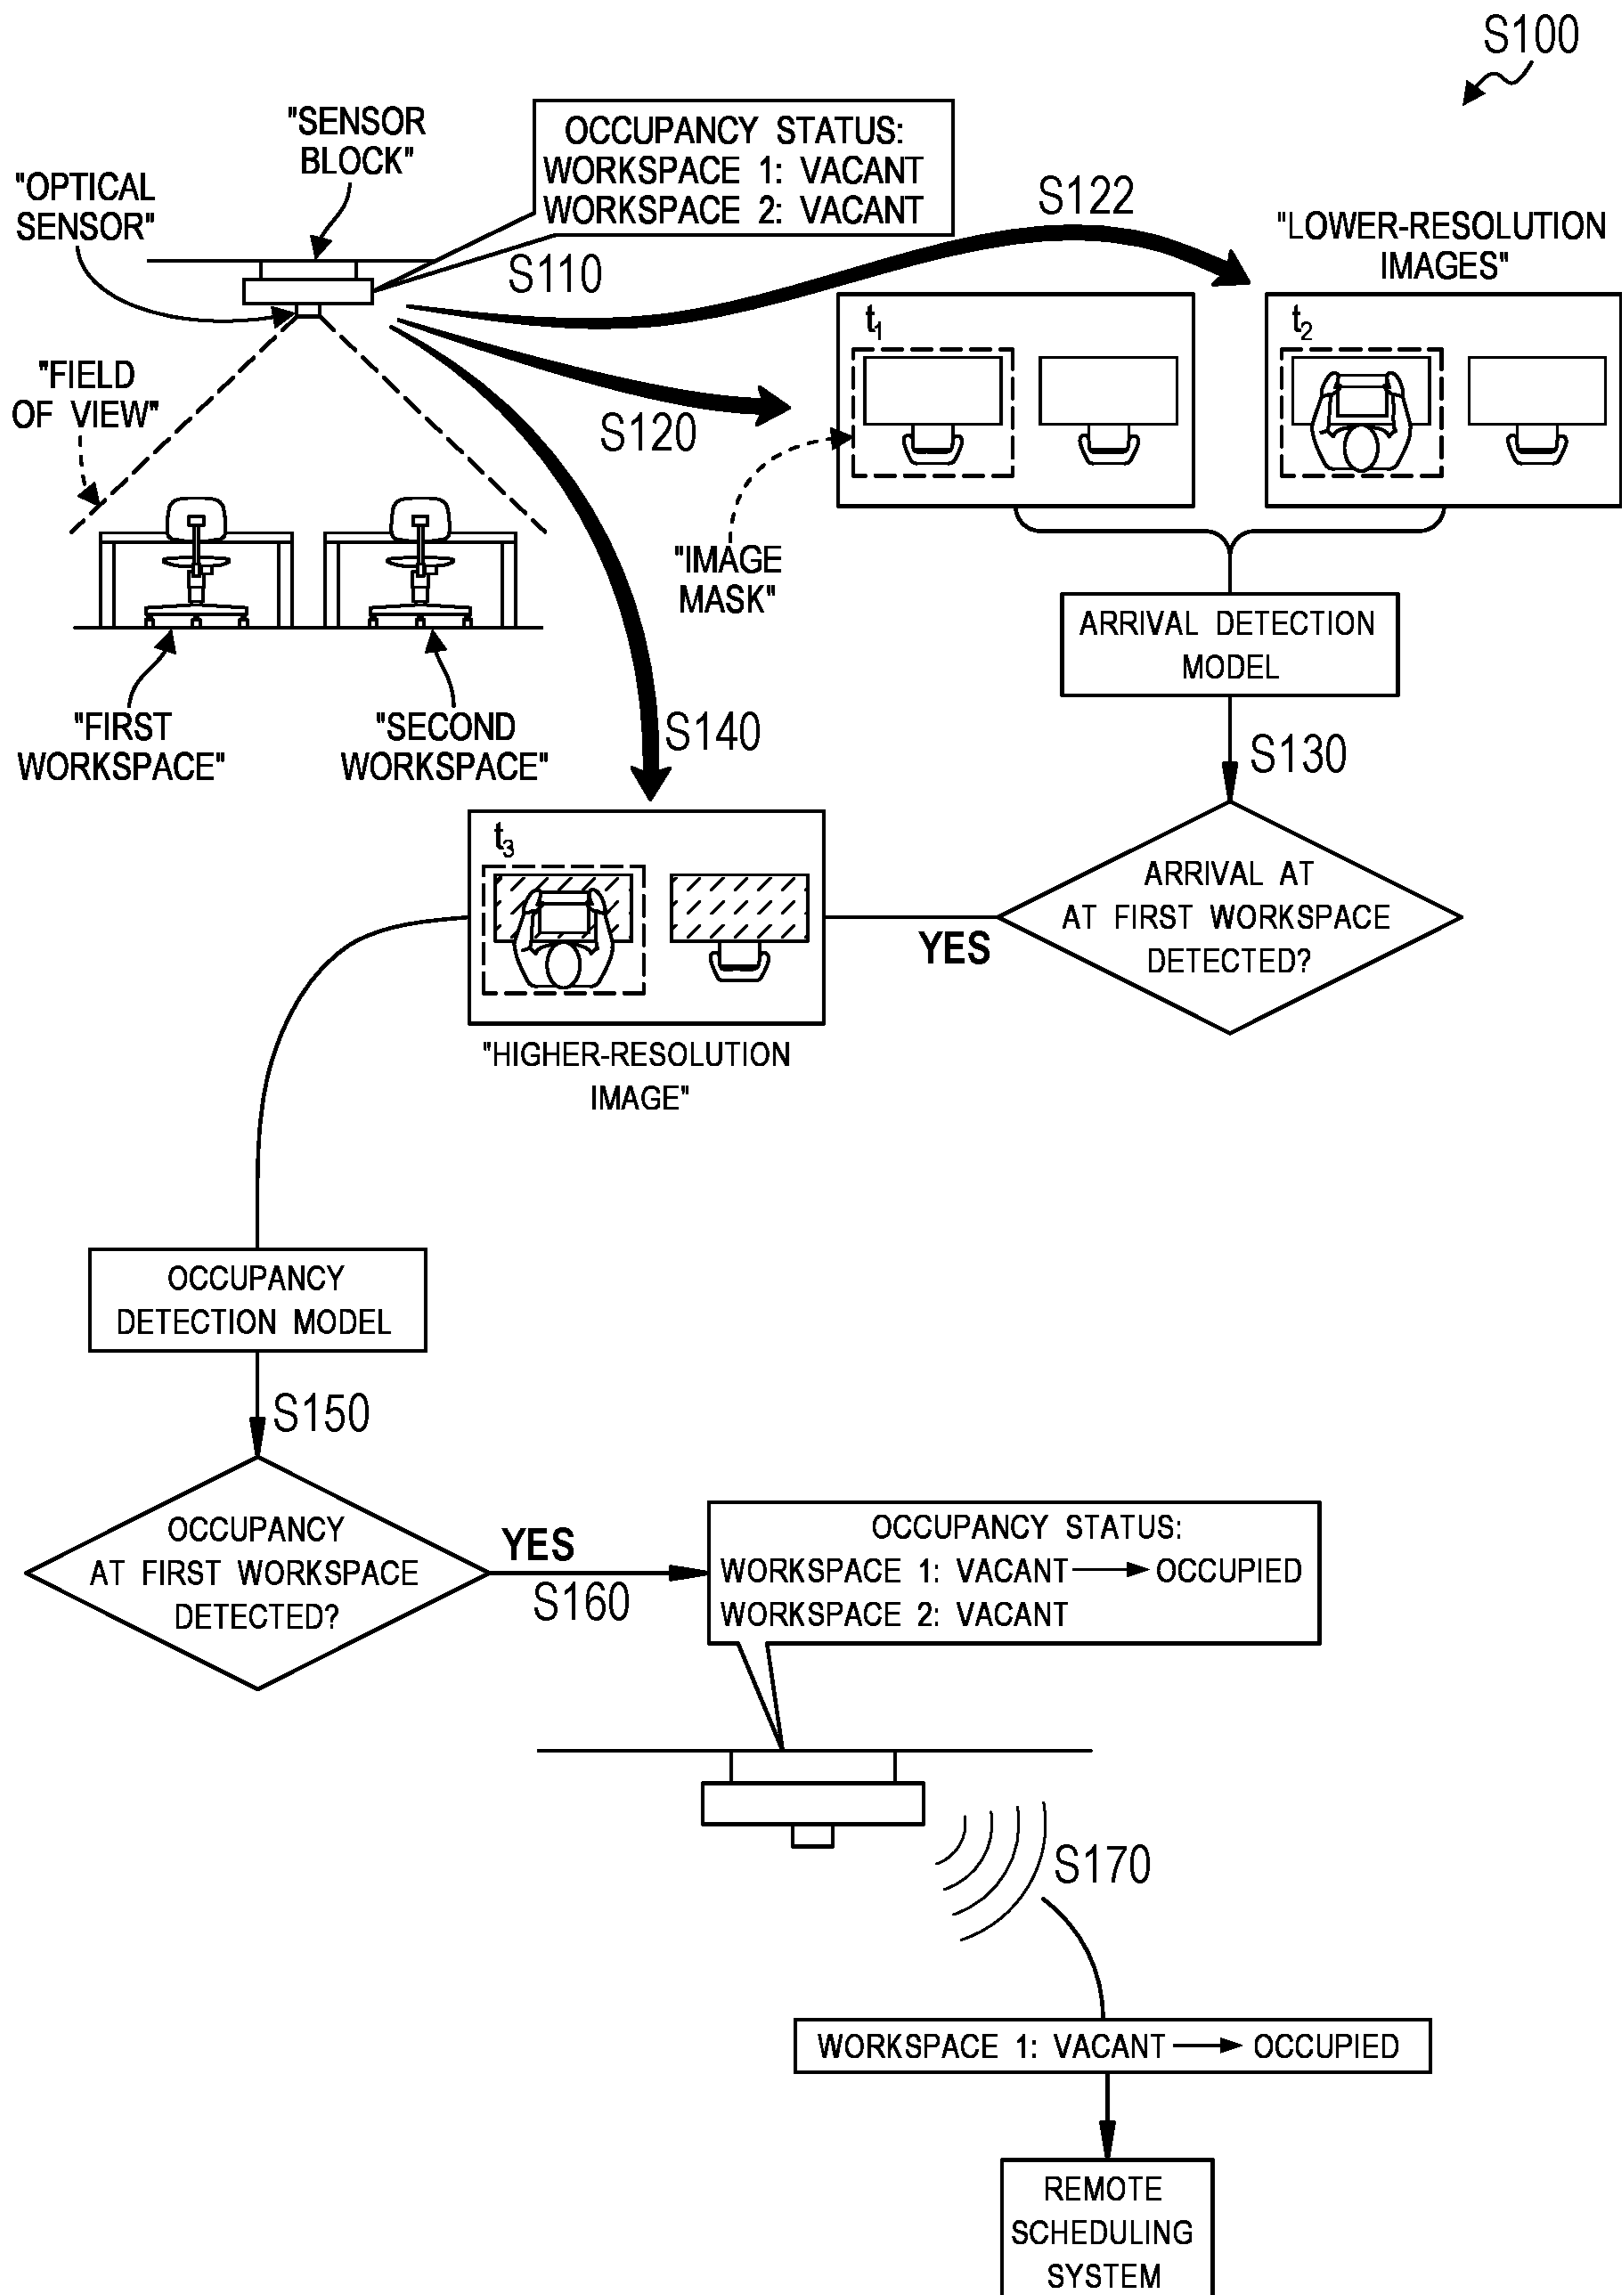 S100
"SENSOR
BLOCK"
OCCUPANCY STATUS:
WORKSPACE 1: VACANT
WORKSPACE 2: VACANT
"OPTICAL
SENSOR"
S110
S122
"LOWER-RESOLUTION
IMAGES"
"FIELD
OF VIEW"
S120
t1
t2
"IMAGE
MASK"
ARRIVAL DETECTION
MODEL
"FIRST
WORKSPACE"
"SECOND
WORKSPACE"
S140
S130
t3
ARRIVAL AT
AT FIRST WORKSPACE
DETECTED?
YES
"HIGHER-RESOLUTION
IMAGE"
OCCUPANCY
DETECTION MODEL
S150
OCCUPANCY
AT FIRST WORKSPACE
DETECTED?
YES
S160
OCCUPANCY STATUS:
WORKSPACE 1: VACANT → OCCUPIED
WORKSPACE 2: VACANT
S170
WORKSPACE 1: VACANT → OCCUPIED
REMOTE
SCHEDULING
SYSTEM